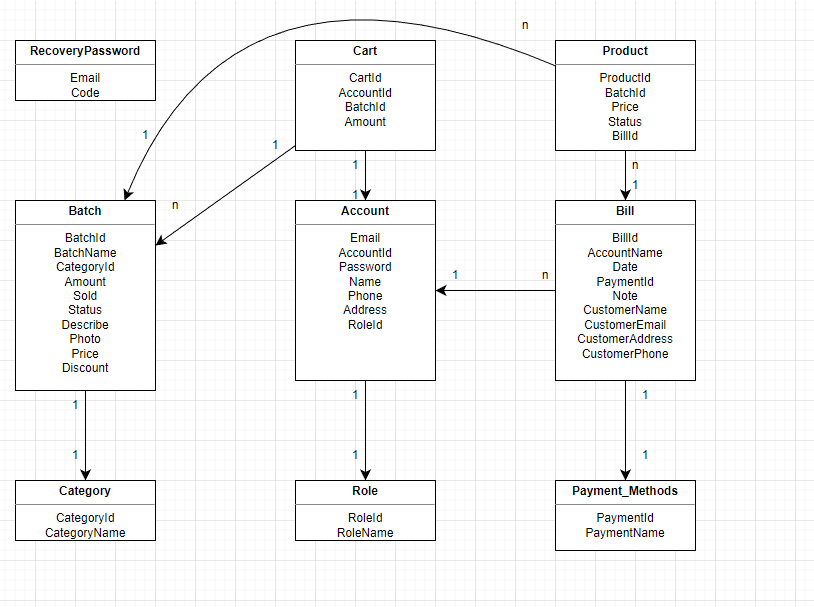 n
RecoveryPassword
Email
Code
Cart
CartId
AccountId
BatchId
Amount
Product
ProductId
BatchId
Price
Status
BillId
1
1
1
n
1
1
n
Batch
BatchId
BatchName
CategoryId
Amount
Sold
Status
Describe
Photo
Price
Discount
Account
Email
AccountId
Password
Name
Phone
Address
RoleId
1
n
Bill
BillId
AccountName
Date
PaymentId
Note
CustomerName
CustomerEmail
CustomerAddress
CustomerPhone
1
1
1
1
1
1
Category
CategoryId
CategoryName
Role
RoleId
RoleName
Payment_Methods
PaymentId
PaymentName